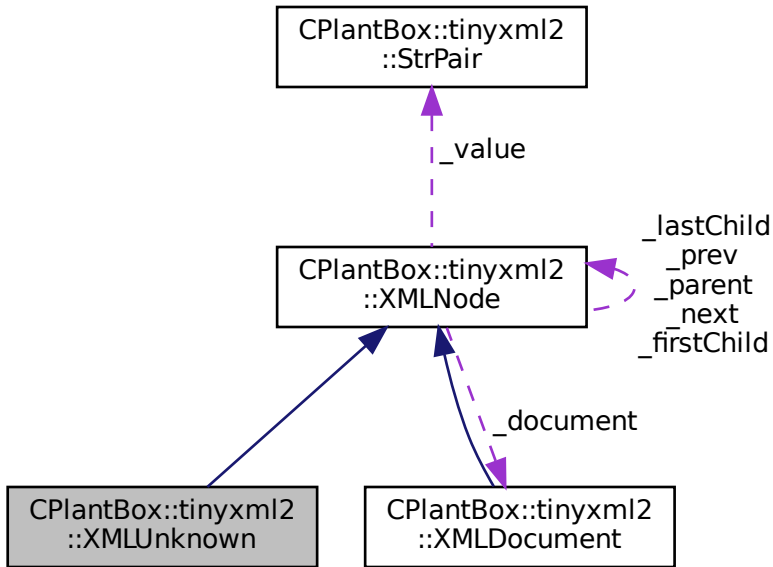 CPlantBox::tinyxml2
::StrPair
_value
CPlantBox::tinyxml2
::XMLNode
_lastChild
_prev
_parent
_next
_firstChild
_document
CPlantBox::tinyxml2
::XMLUnknown
CPlantBox::tinyxml2
::XMLDocument